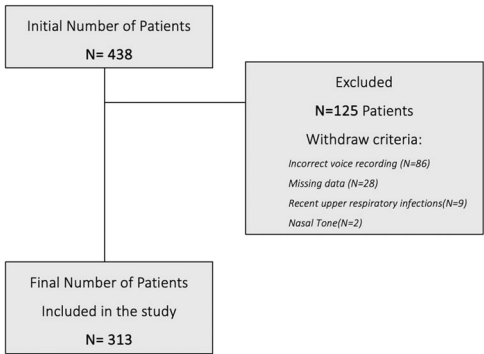 Initial Number of Patients
N= 438
Excluded
N=125 Patients
Withdraw criteria:
Incorrect voice recording (N=86)
Missing data (N=28)
Recent upper respiratory infections(N=9)
Nasal Tone(N=2)
Final Number of Patients
Included in the study
N= 313